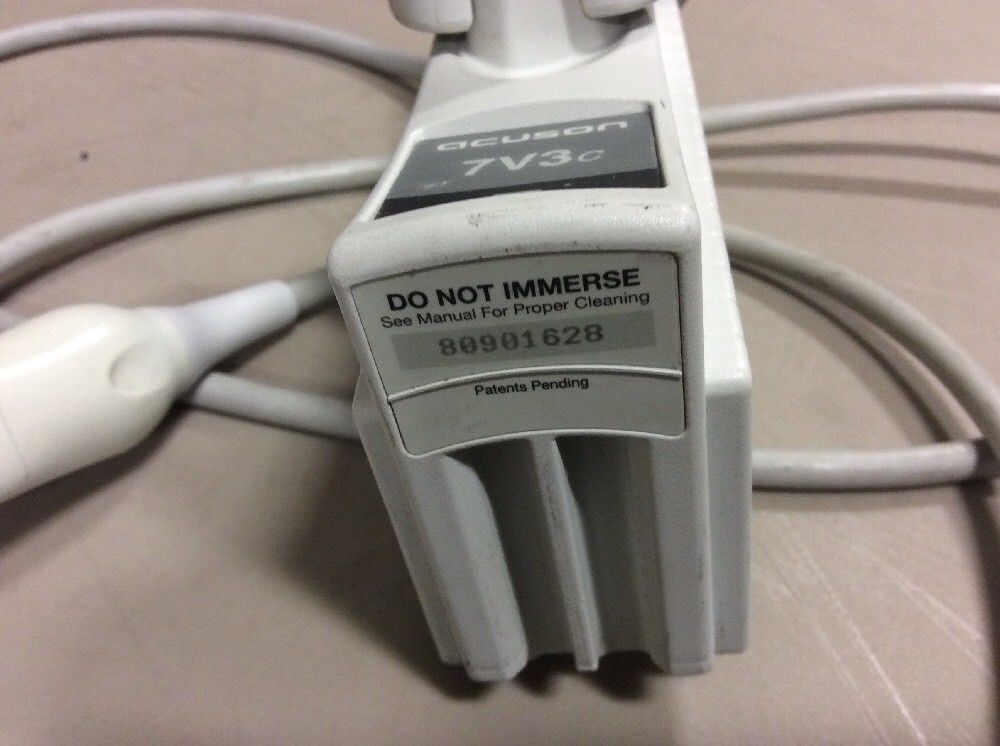 acuson
7V3c
DO NOT IMMERSE
See Manual For Proper Cleaning
80901628
Patents Pending